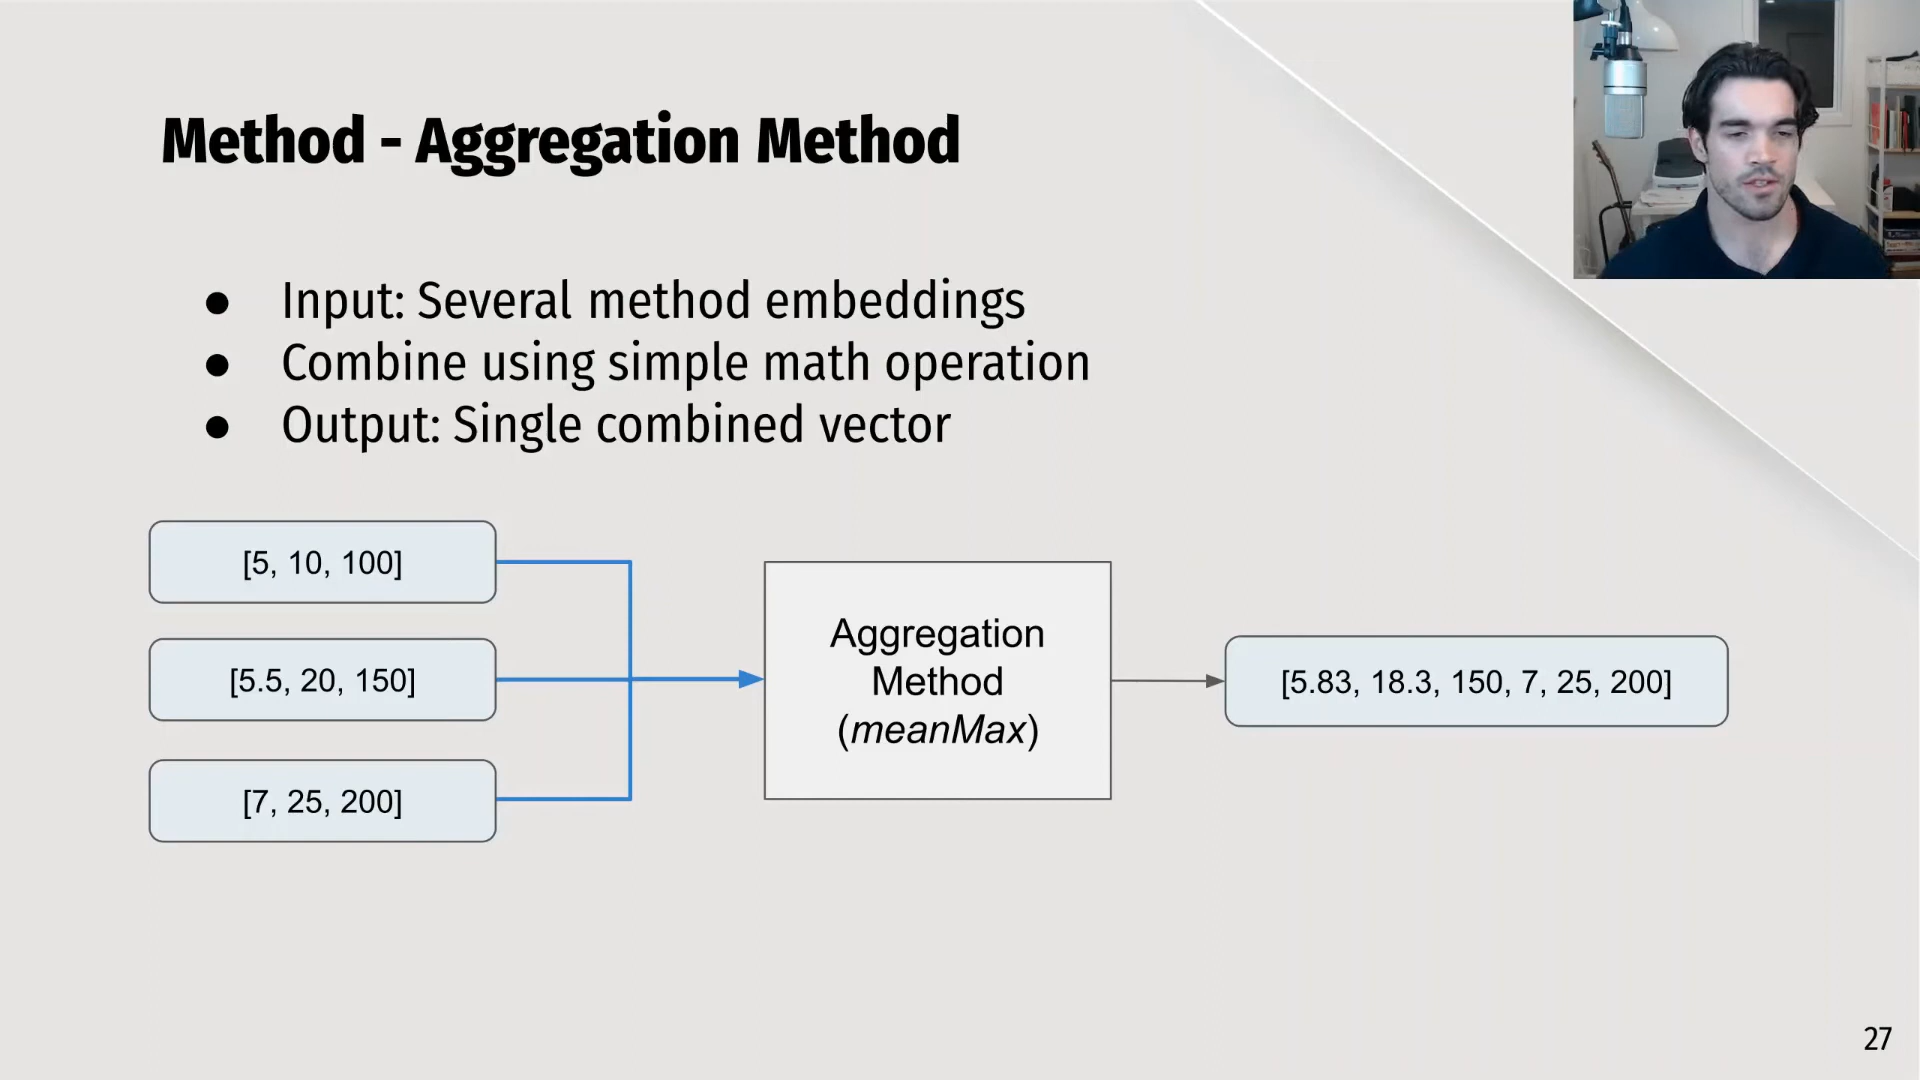 Method - Aggregation Method
● Input: Several method embeddings
● Combine using simple math operation
● Output: Single combined vector
[5, 10, 100]
[5.5, 20, 150]
[7, 25, 200]
Aggregation
Method
(meanMax)
[5.83, 18.3, 150, 7, 25, 200]
27